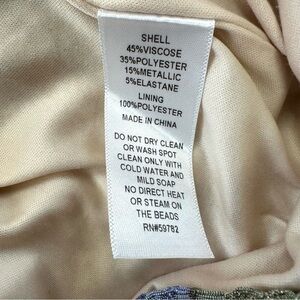 SHELL
45%VISCOSE
35%POLYESTER
15%METALLIC
5%ELASTANE
LINING
100%POLYESTER
MADE IN CHINA
DO NOT DRY CLEAN
OR WASH SPOT
CLEAN ONLY WITH
COLD WATER AND
MILD SOAP
NO DIRECT HEAT
OR STEAM ON
THE BEADS
RN#59782